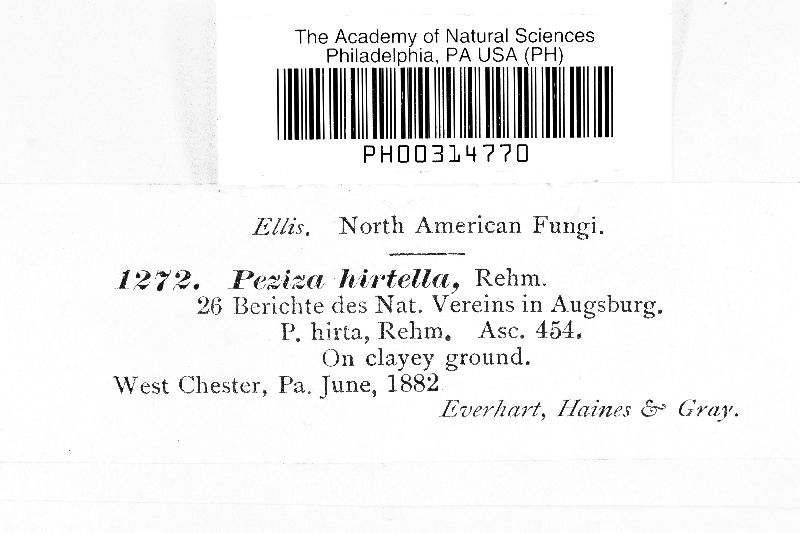 The Academy of Natural Sciences
Philadelphia, PA USA (PH)
PH00314770
Ellis. North American Fungi.
1272. Peziza hirtella, Rehm.
26 Berichte des Nat. Vereins in Augsburg.
P. hirta, Rehm. Asc. 454.
On clayey ground.
West Chester, Pa. June, 1882
Everhart, Haines & Gray.